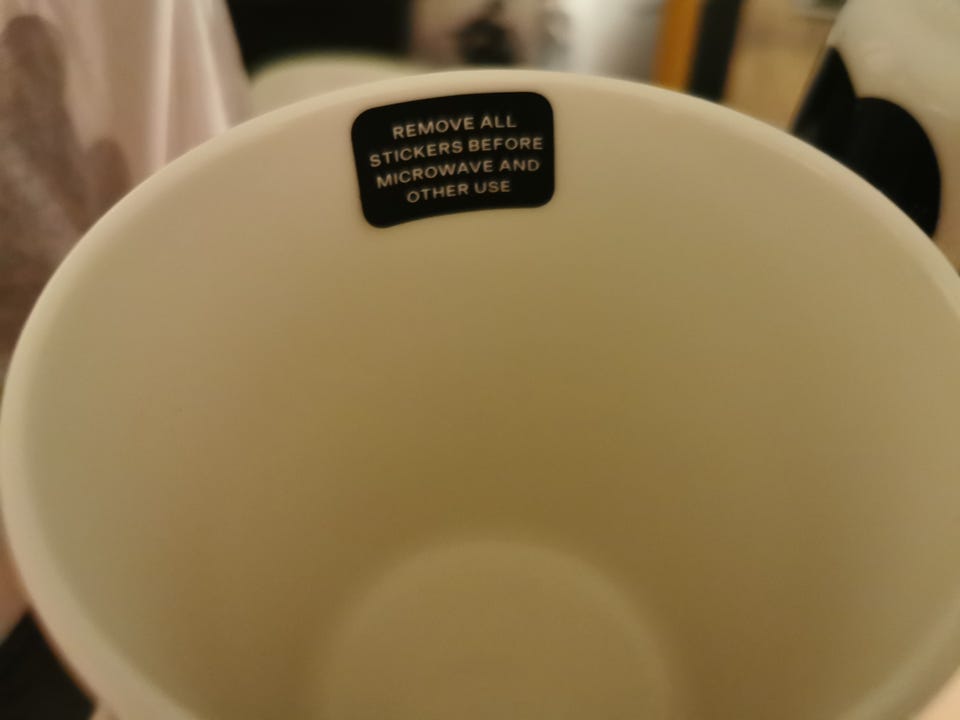 REMOVE ALL
STICKERS BEFORE
MICROWAVE AND
OTHER USE